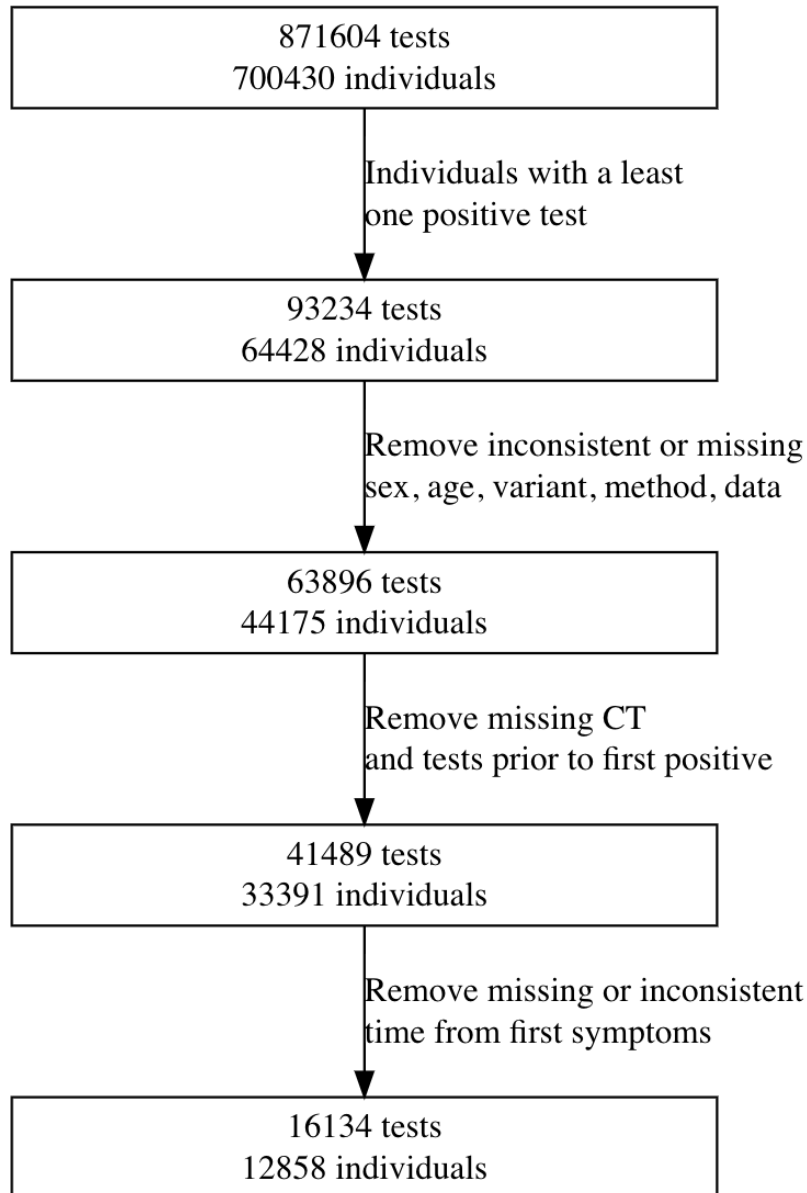 871604 tests
700430 individuals
Individuals with a least
one positive test
93234 tests
64428 individuals
Remove inconsistent or missing
sex, age, variant, method, data
63896 tests
44175 individuals
Remove missing CT
and tests prior to first positive
41489 tests
33391 individuals
Remove missing or inconsistent
time from first symptoms
16134 tests
12858 individuals